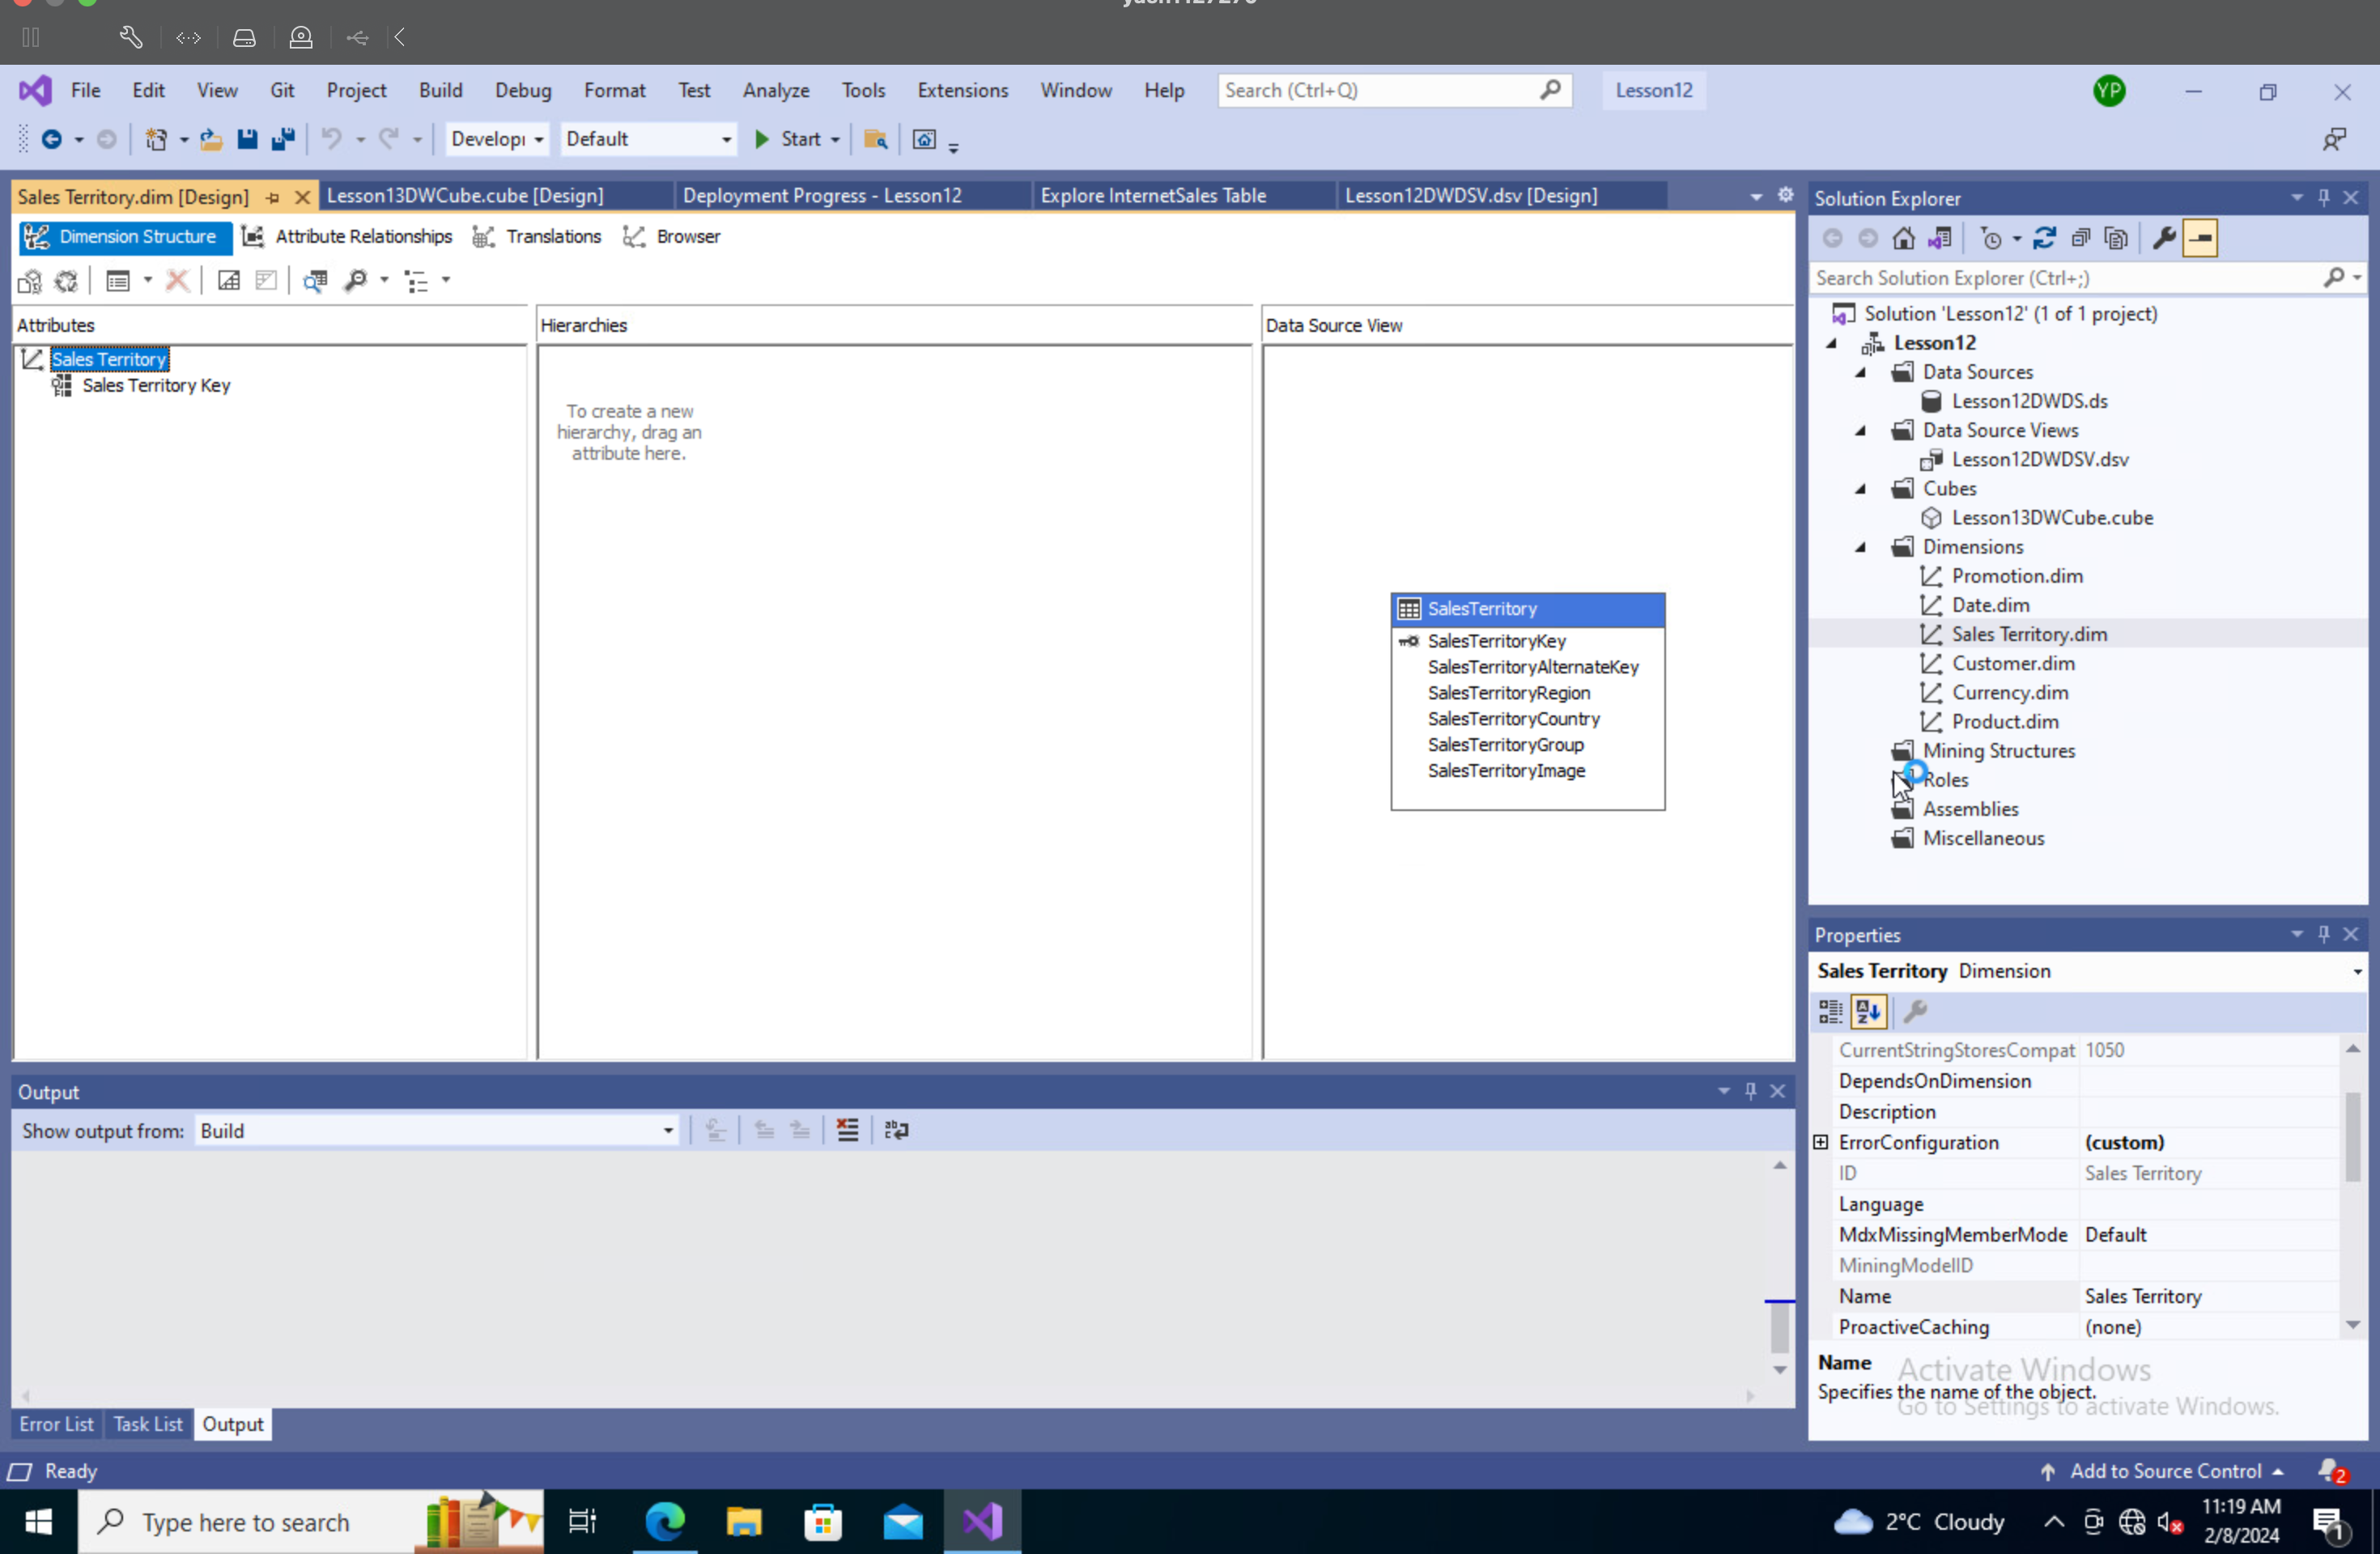 File Edit View Git Project Build Debug Format Test Analyze Tools Extensions Window Help Search (Ctrl+Q) Lesson12 YP
Developı Default Start
Sales Territory.dim [Design] Lesson13DWCube.cube [Design] Deployment Progress - Lesson12 Explore InternetSales Table Lesson12DWDSV.dsv [Design]
Dimension Structure Attribute Relationships Translations Browser
Attributes
Sales Territory
Sales Territory Key
Hierarchies
To create a new
hierarchy, drag an
attribute here.
Data Source View
SalesTerritory
SalesTerritoryKey
SalesTerritoryAlternateKey
SalesTerritoryRegion
SalesTerritoryCountry
SalesTerritoryGroup
SalesTerritoryImage
Solution Explorer
Search Solution Explorer (Ctrl+;)
Solution 'Lesson12' (1 of 1 project)
Lesson12
Data Sources
Lesson12DWDS.ds
Data Source Views
Lesson12DWDSV.dsv
Cubes
Lesson13DWCube.cube
Dimensions
Promotion.dim
Date.dim
Sales Territory.dim
Customer.dim
Currency.dim
Product.dim
Mining Structures
Roles
Assemblies
Miscellaneous
Properties
Sales Territory Dimension
CurrentStringStoresCompat 1050
DependsOnDimension
Description
ErrorConfiguration (custom)
ID Sales Territory
Language
MdxMissingMemberMode Default
MiningModelID
Name Sales Territory
ProactiveCaching (none)
Name
Specifies the name of the object.
Activate Windows
Go to Settings to activate Windows.
Output
Show output from: Build
Error List Task List Output
Ready
Add to Source Control 2
Type here to search
2°C Cloudy
11:19 AM
2/8/2024
1